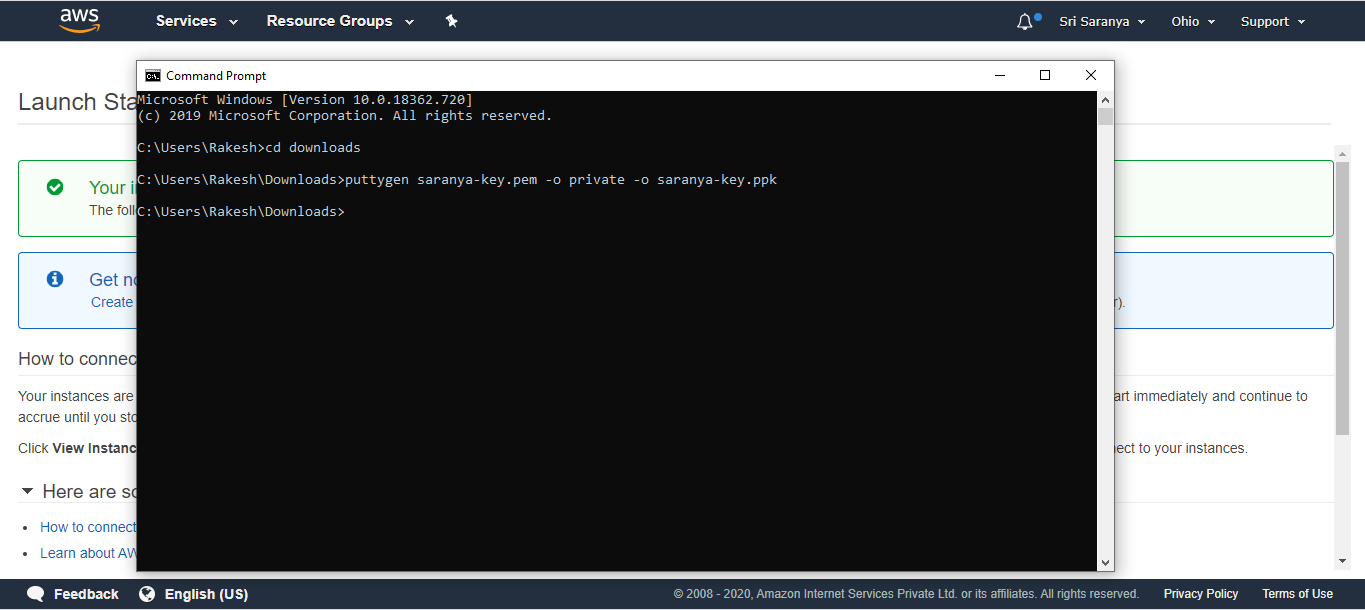 aws Services Resource Groups Sri Saranya Ohio Support
Command Prompt
Microsoft Windows [Version 10.0.18362.720]
(c) 2019 Microsoft Corporation. All rights reserved.
C:\Users\Rakesh>cd downloads
C:\Users\Rakesh\Downloads>puttygen saranya-key.pem -o private -o saranya-key.ppk
C:\Users\Rakesh\Downloads>
Launch Sta
Your i
The foll
Get no
Create r).
How to connec
Your instances are art immediately and continue to
accrue until you sto
Click View Instanc ect to your instances.
Here are so
How to connect
Learn about AW
Feedback English (US) © 2008 - 2020, Amazon Internet Services Private Ltd. or its affiliates. All rights reserved. Privacy Policy Terms of Use